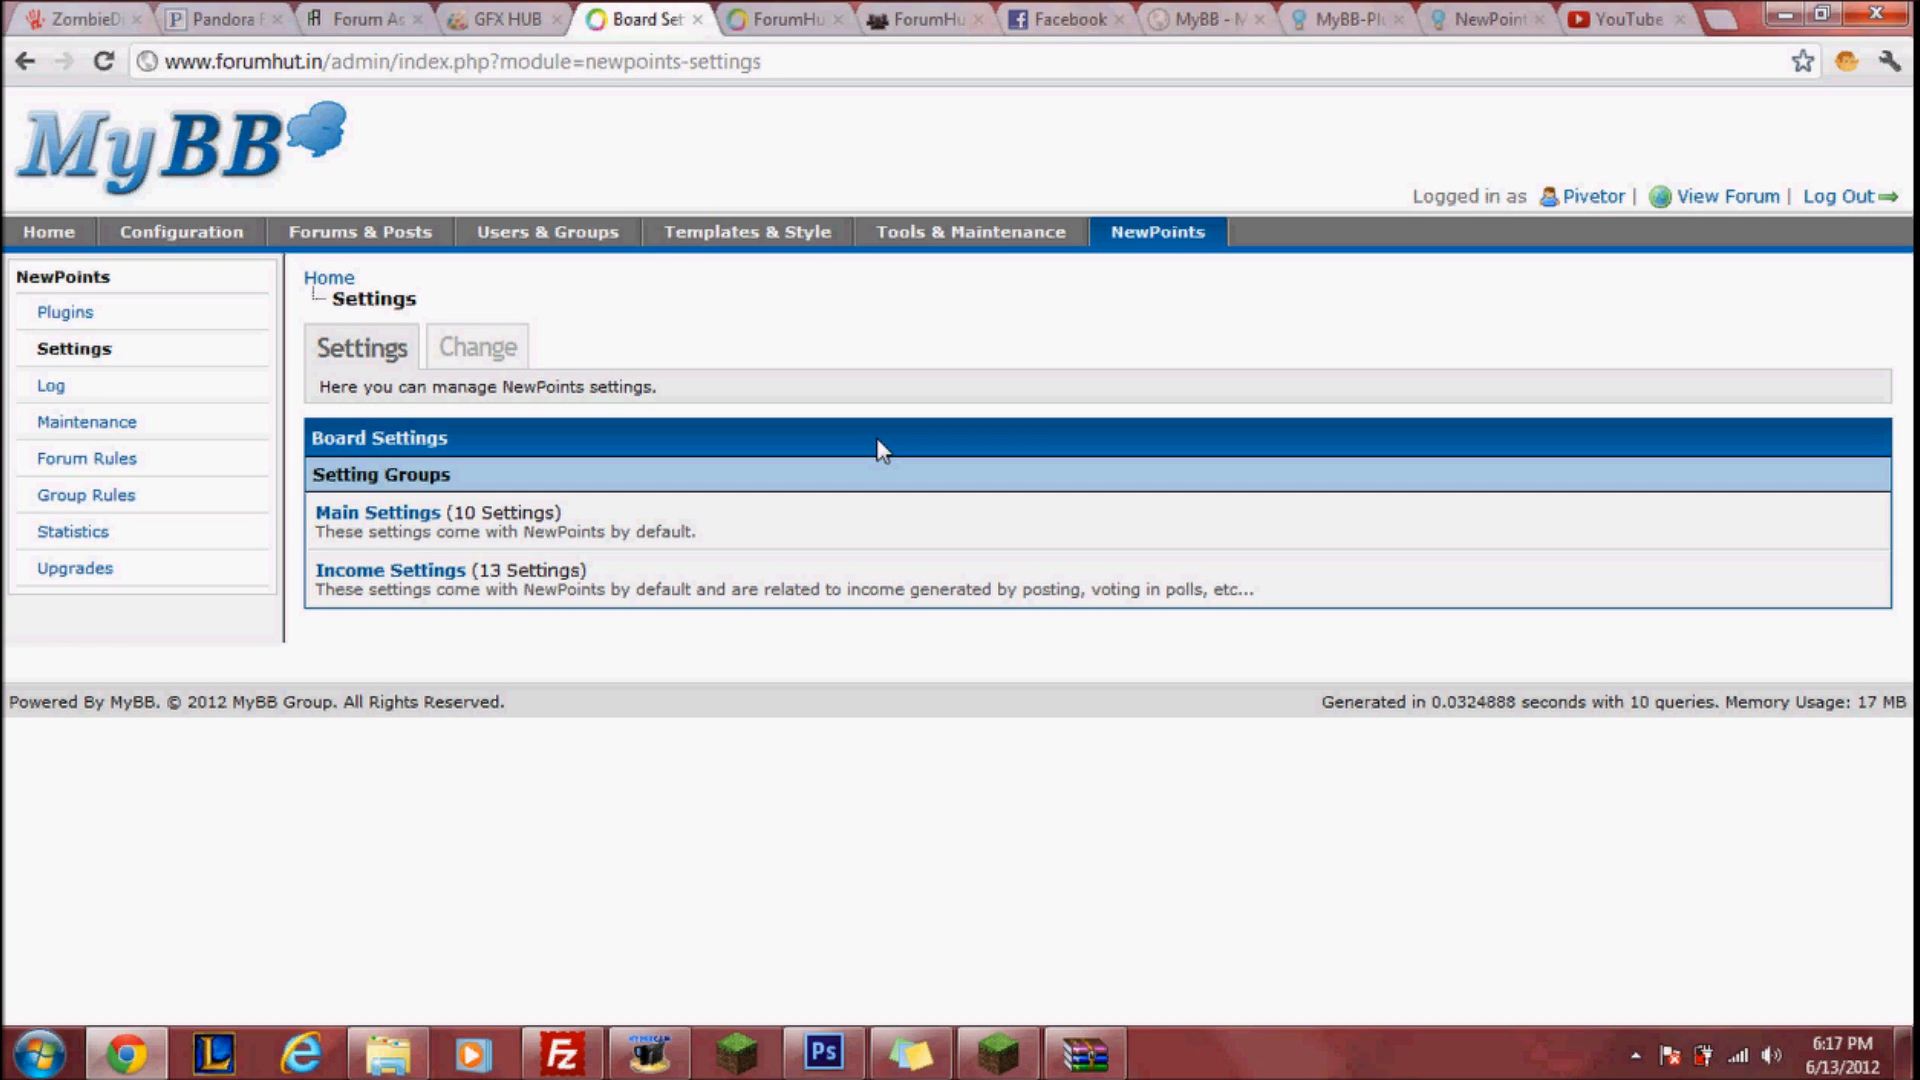 ZombieD
Pandora F
Forum As
GFX HUB
Board Set
ForumHu
ForumHu
Facebook
MyBB - M
MyBB-Plu
NewPoint
YouTube
www.forumhut.in/admin/index.php?module=newpoints-settings
MyBB
Logged in as Pivetor | View Forum | Log Out
Home Configuration Forums & Posts Users & Groups Templates & Style Tools & Maintenance NewPoints
NewPoints
Plugins
Settings
Log
Maintenance
Forum Rules
Group Rules
Statistics
Upgrades
Home
Settings
Settings Change
Here you can manage NewPoints settings.
Board Settings
Setting Groups
Main Settings (10 Settings)
These settings come with NewPoints by default.
Income Settings (13 Settings)
These settings come with NewPoints by default and are related to income generated by posting, voting in polls, etc...
Powered By MyBB. © 2012 MyBB Group. All Rights Reserved.
Generated in 0.0324888 seconds with 10 queries. Memory Usage: 17 MB
L
Fz
HYPERCAM
Ps
6:17 PM
6/13/2012